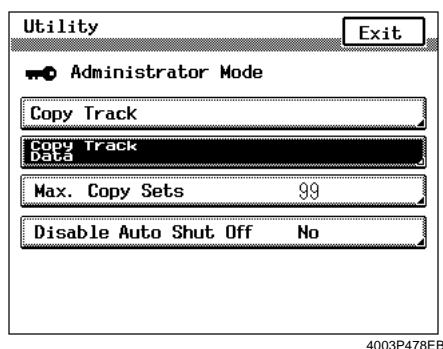 Utility
Exit
Administrator Mode
Copy Track
Copy Track
Data
Max. Copy Sets 99
Disable Auto Shut Off No
4003P478EB